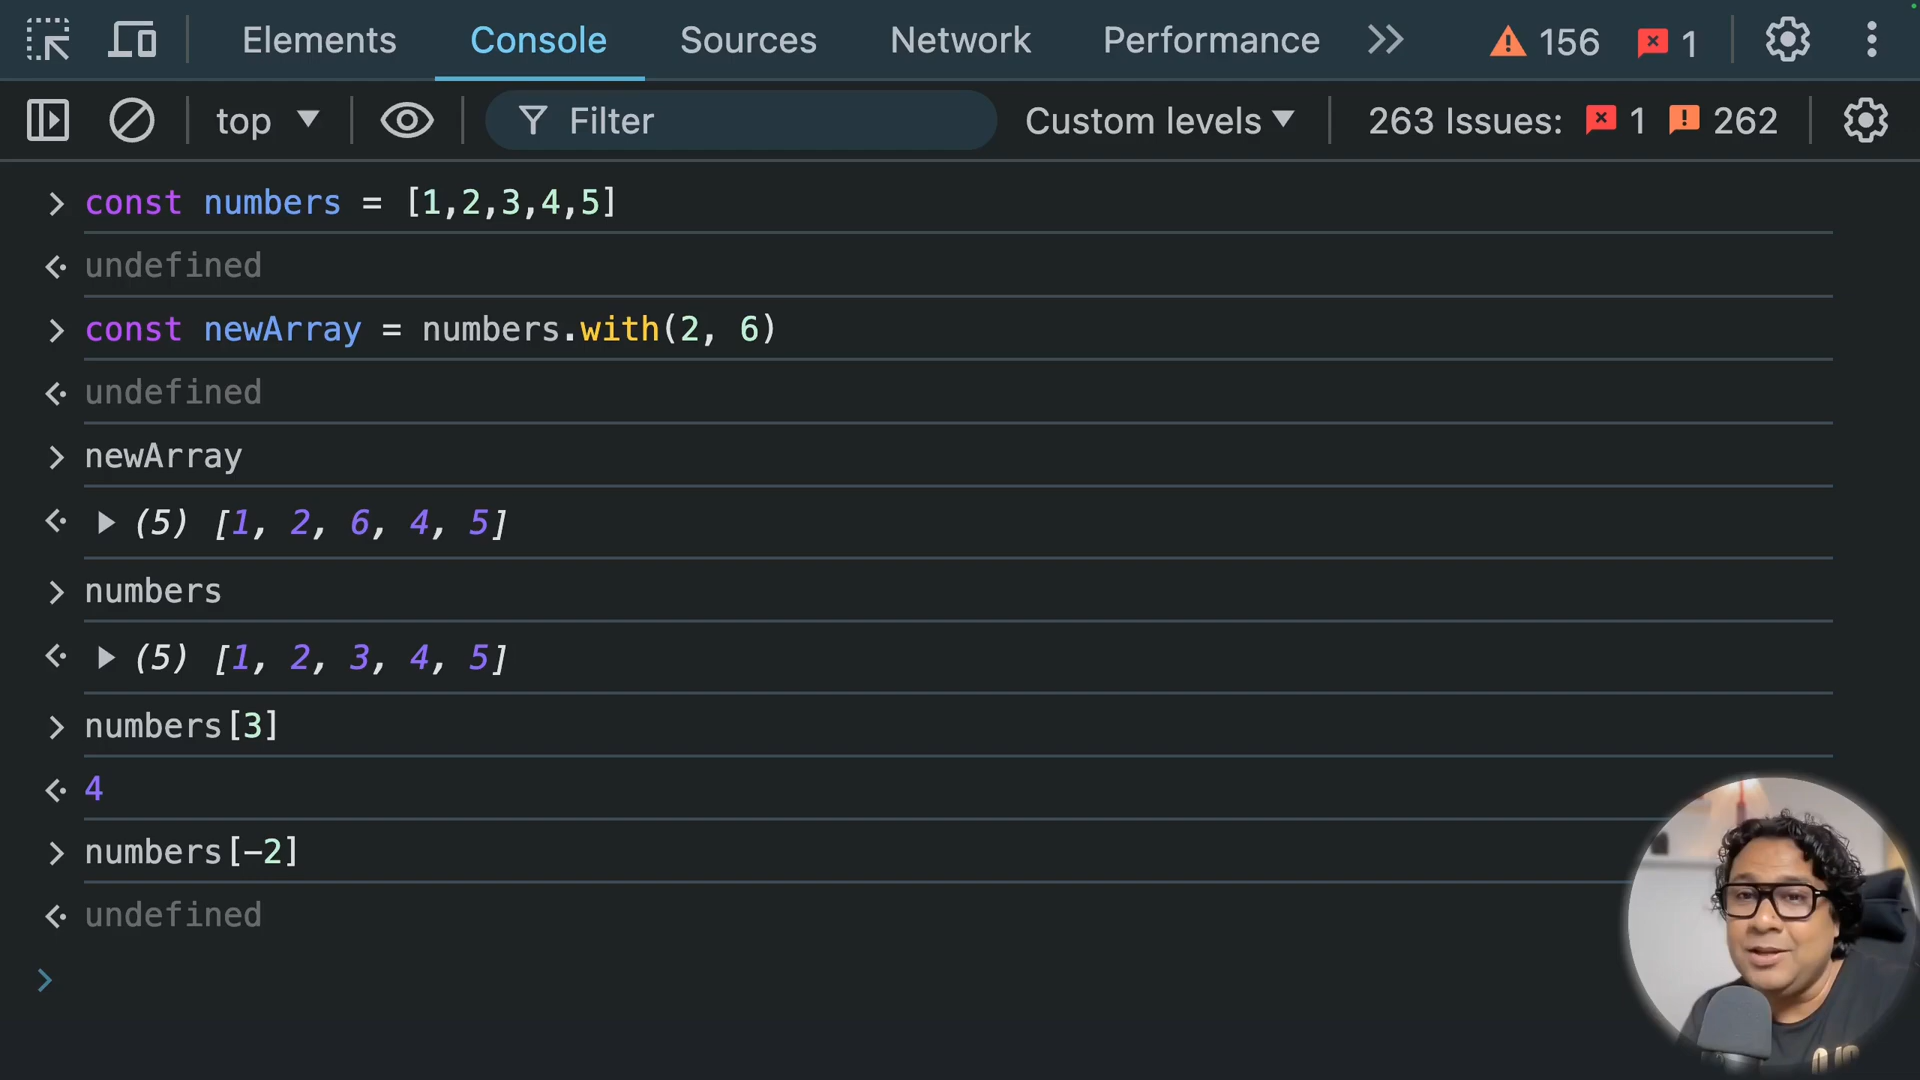 Elements Console Sources Network Performance 156 1
top Filter Custom levels 263 Issues: 1 262
const numbers = [1,2,3,4,5]
undefined
const newArray = numbers.with(2, 6)
undefined
newArray
(5) [1, 2, 6, 4, 5]
numbers
(5) [1, 2, 3, 4, 5]
numbers[3]
4
numbers[-2]
undefined